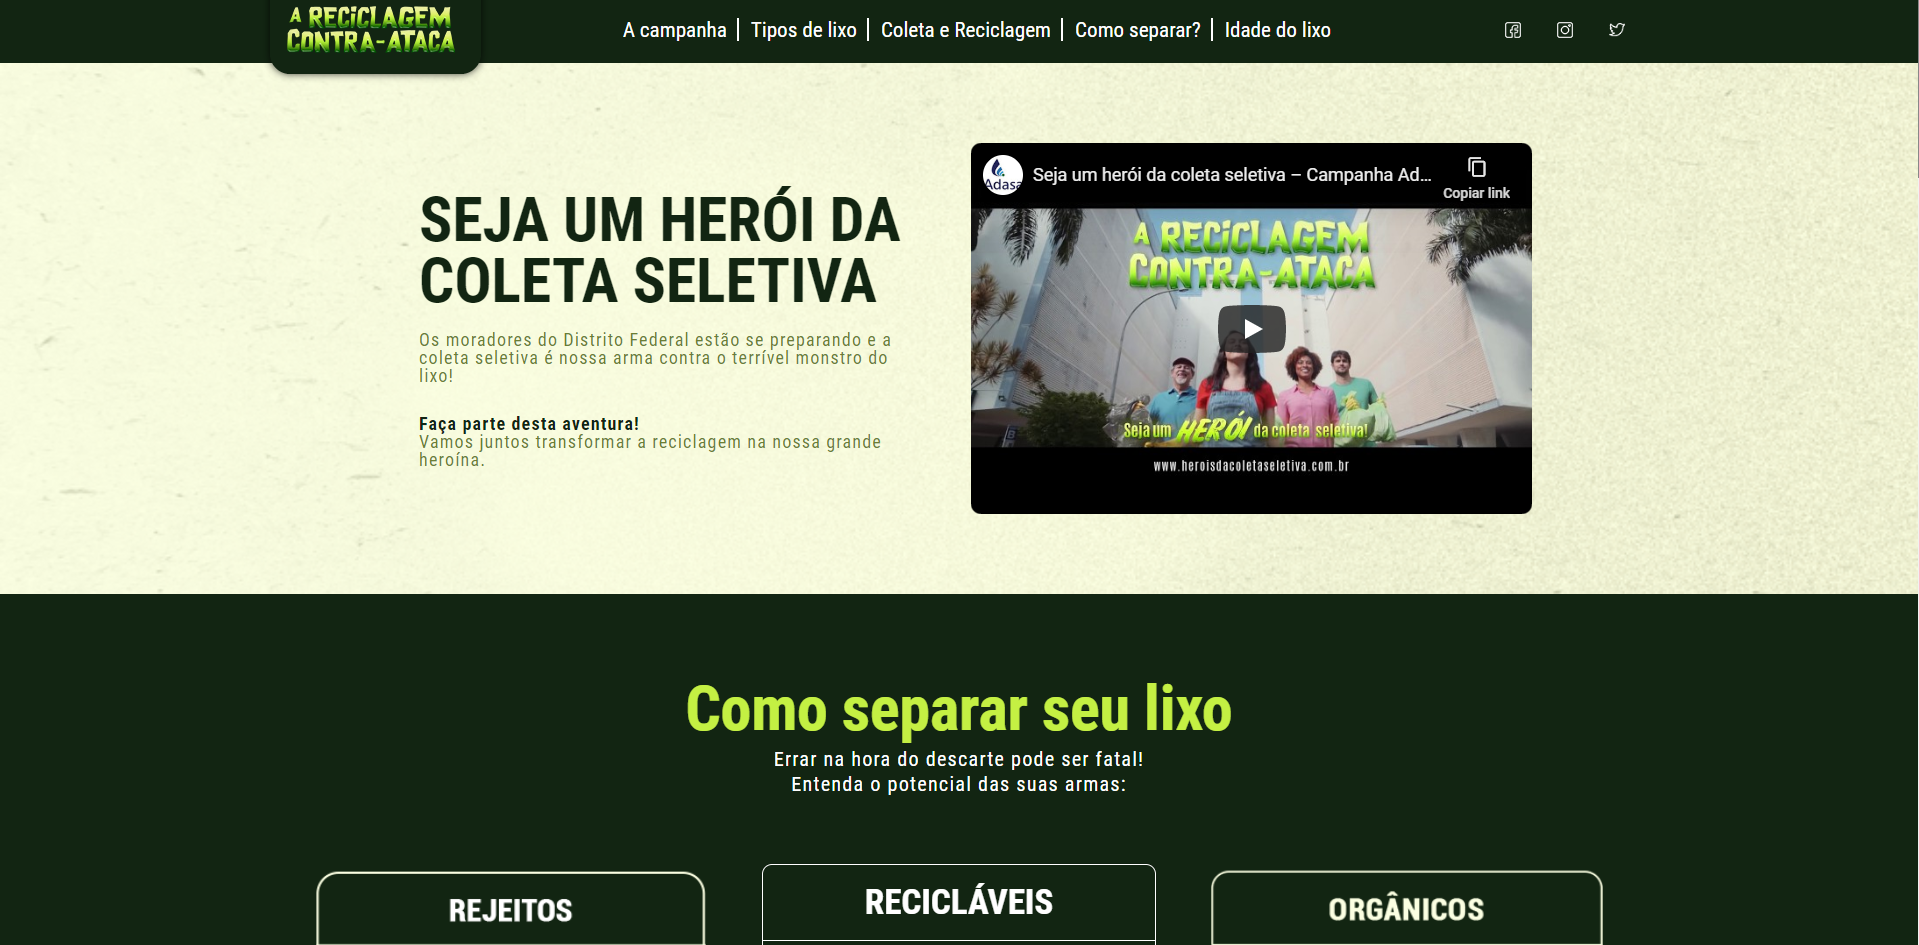 A RECICLAGEM
CONTRA-ATACA
A campanha
Tipos de lixo
Coleta e Reciclagem
Como separar?
Idade do lixo
SEJA UM HERÓI DA
COLETA SELETIVA
Os moradores do Distrito Federal estão se preparando e a
coleta seletiva é nossa arma contra o terrível monstro do
lixo!
Faça parte desta aventura!
Vamos juntos transformar a reciclagem na nossa grande
heroína.
Adasa
Seja um herói da coleta seletiva – Campanha Ad...
Copiar link
A RECICLAGEM
CONTRA-ATACA
Seja um HERÓI da coleta seletiva!
www.heroisdacoletaseletiva.com.br
Como separar seu lixo
Errar na hora do descarte pode ser fatal!
Entenda o potencial das suas armas:
REJEITOS
RECICLÁVEIS
ORGÂNICOS